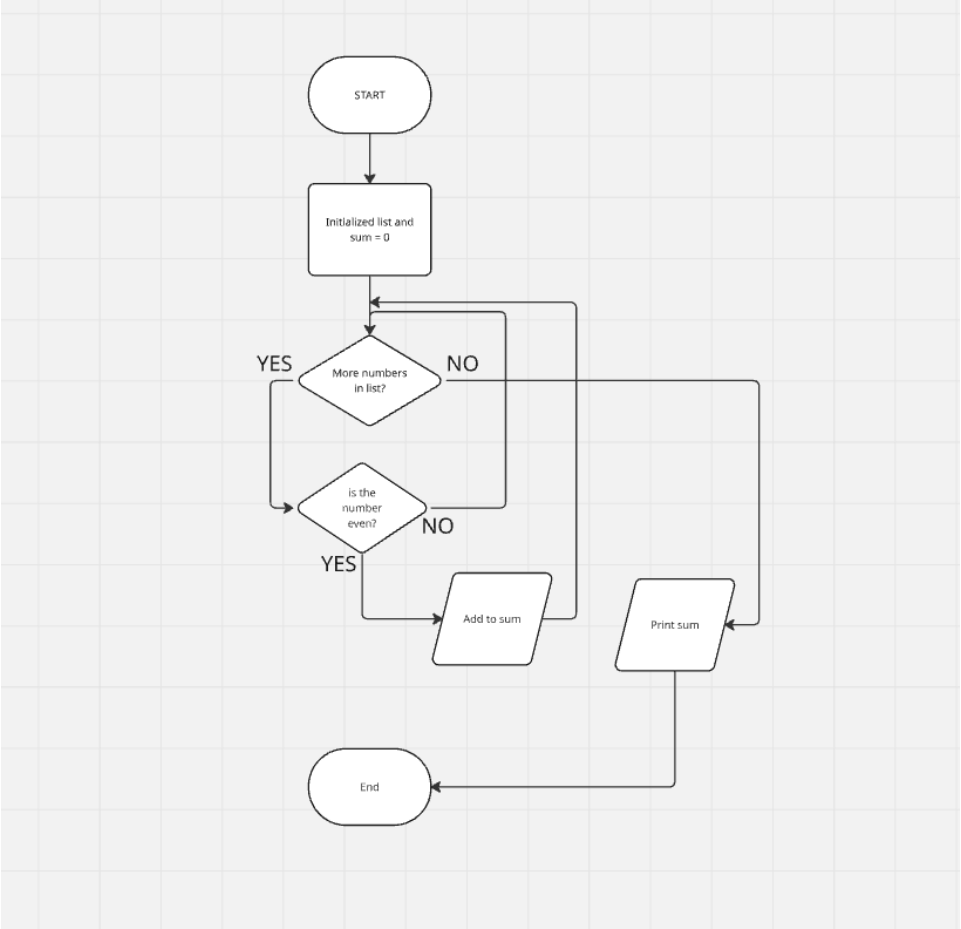 START
Initialized list and
sum = 0
YES
NO
More numbers
in list?
is the
number
even?
NO
YES
Add to sum
Print sum
End